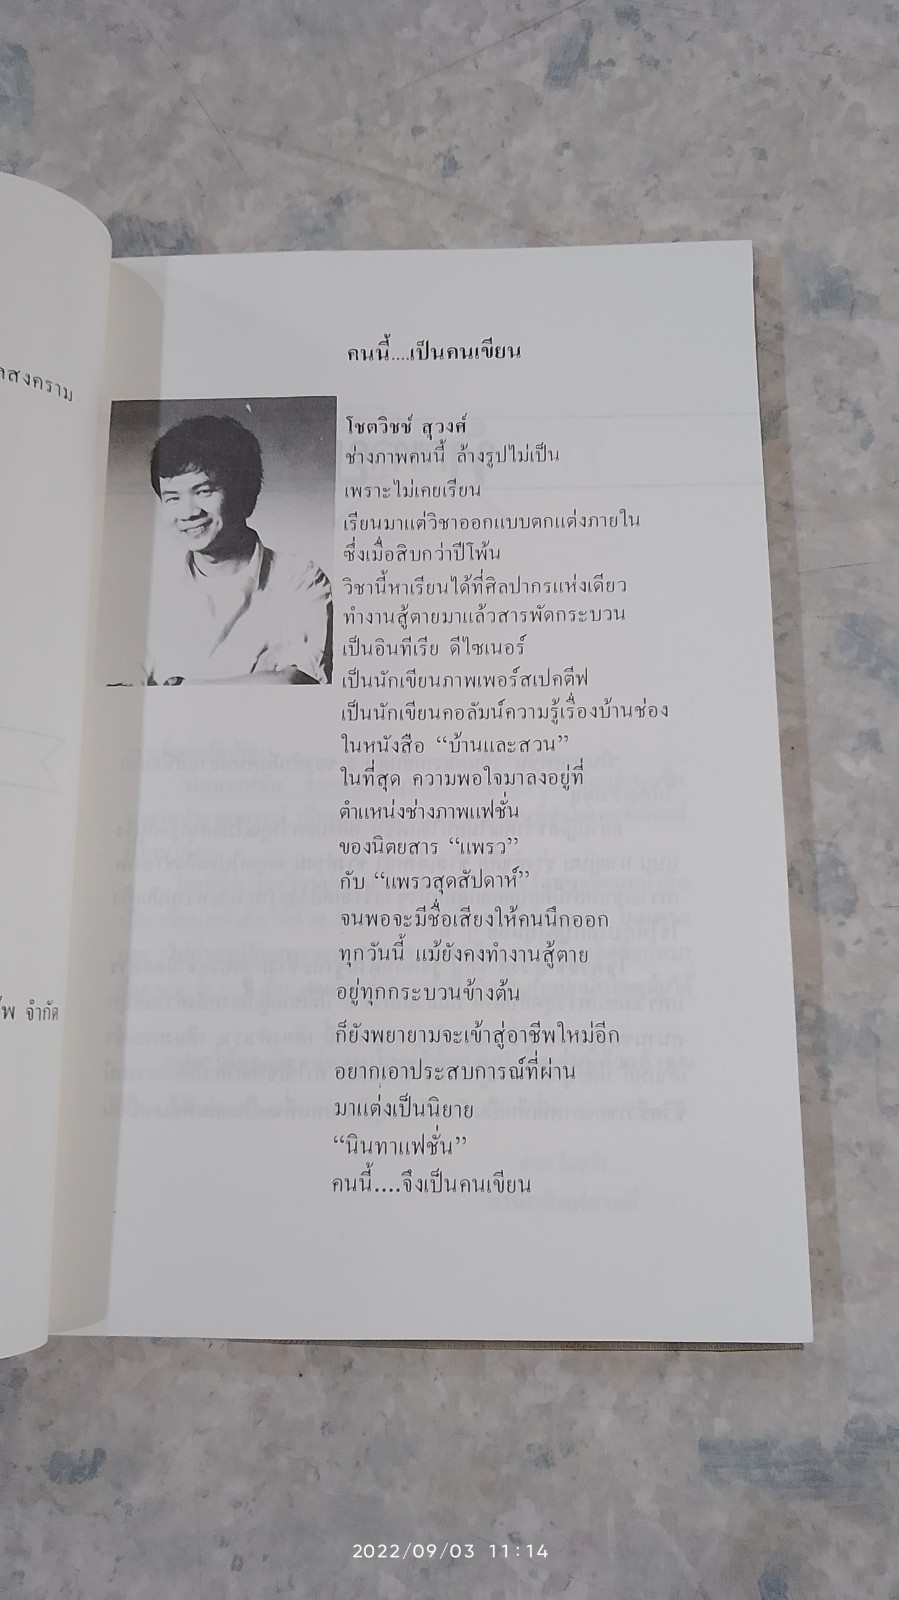 สงคราม
จำกัด
คนนี้....เป็นคนเขียน
โชตวิชช์ สุวงศ์
ช่างภาพคนนี้ ล้างรูปไม่เป็น
เพราะไม่เคยเรียน
เรียนมาแต่วิชาออกแบบตกแต่งภายใน
ซึ่งเมื่อสิบกว่าปีโพ้น
วิชานี้หาเรียนได้ที่ศิลปากรแห่งเดียว
ทำงานสู้ตายมาแล้วสารพัดกระบวน
เป็นอินทีเรีย ดีไซเนอร์
เป็นนักเขียนภาพเพอร์สเปคตีฟ
เป็นนักเขียนคอลัมน์ความรู้เรื่องบ้านช่อง
ในหนังสือ “บ้านและสวน”
ในที่สุด ความพอใจมาลงอยู่ที่
ตำแหน่งช่างภาพแฟชั่น
ของนิตยสาร “แพรว”
กับ “แพรวสุดสัปดาห์”
จนพอจะมีชื่อเสียงให้คนนึกออก
ทุกวันนี้ แม้ยังคงทำงานสู้ตาย
อยู่ทุกกระบวนข้างต้น
ก็ยังพยายามจะเข้าสู่อาชีพใหม่อีก
อยากเอาประสบการณ์ที่ผ่าน
มาแต่งเป็นนิยาย
“นินทาแฟชั่น”
คนนี้....จึงเป็นคนเขียน
2022/09/03 11:14